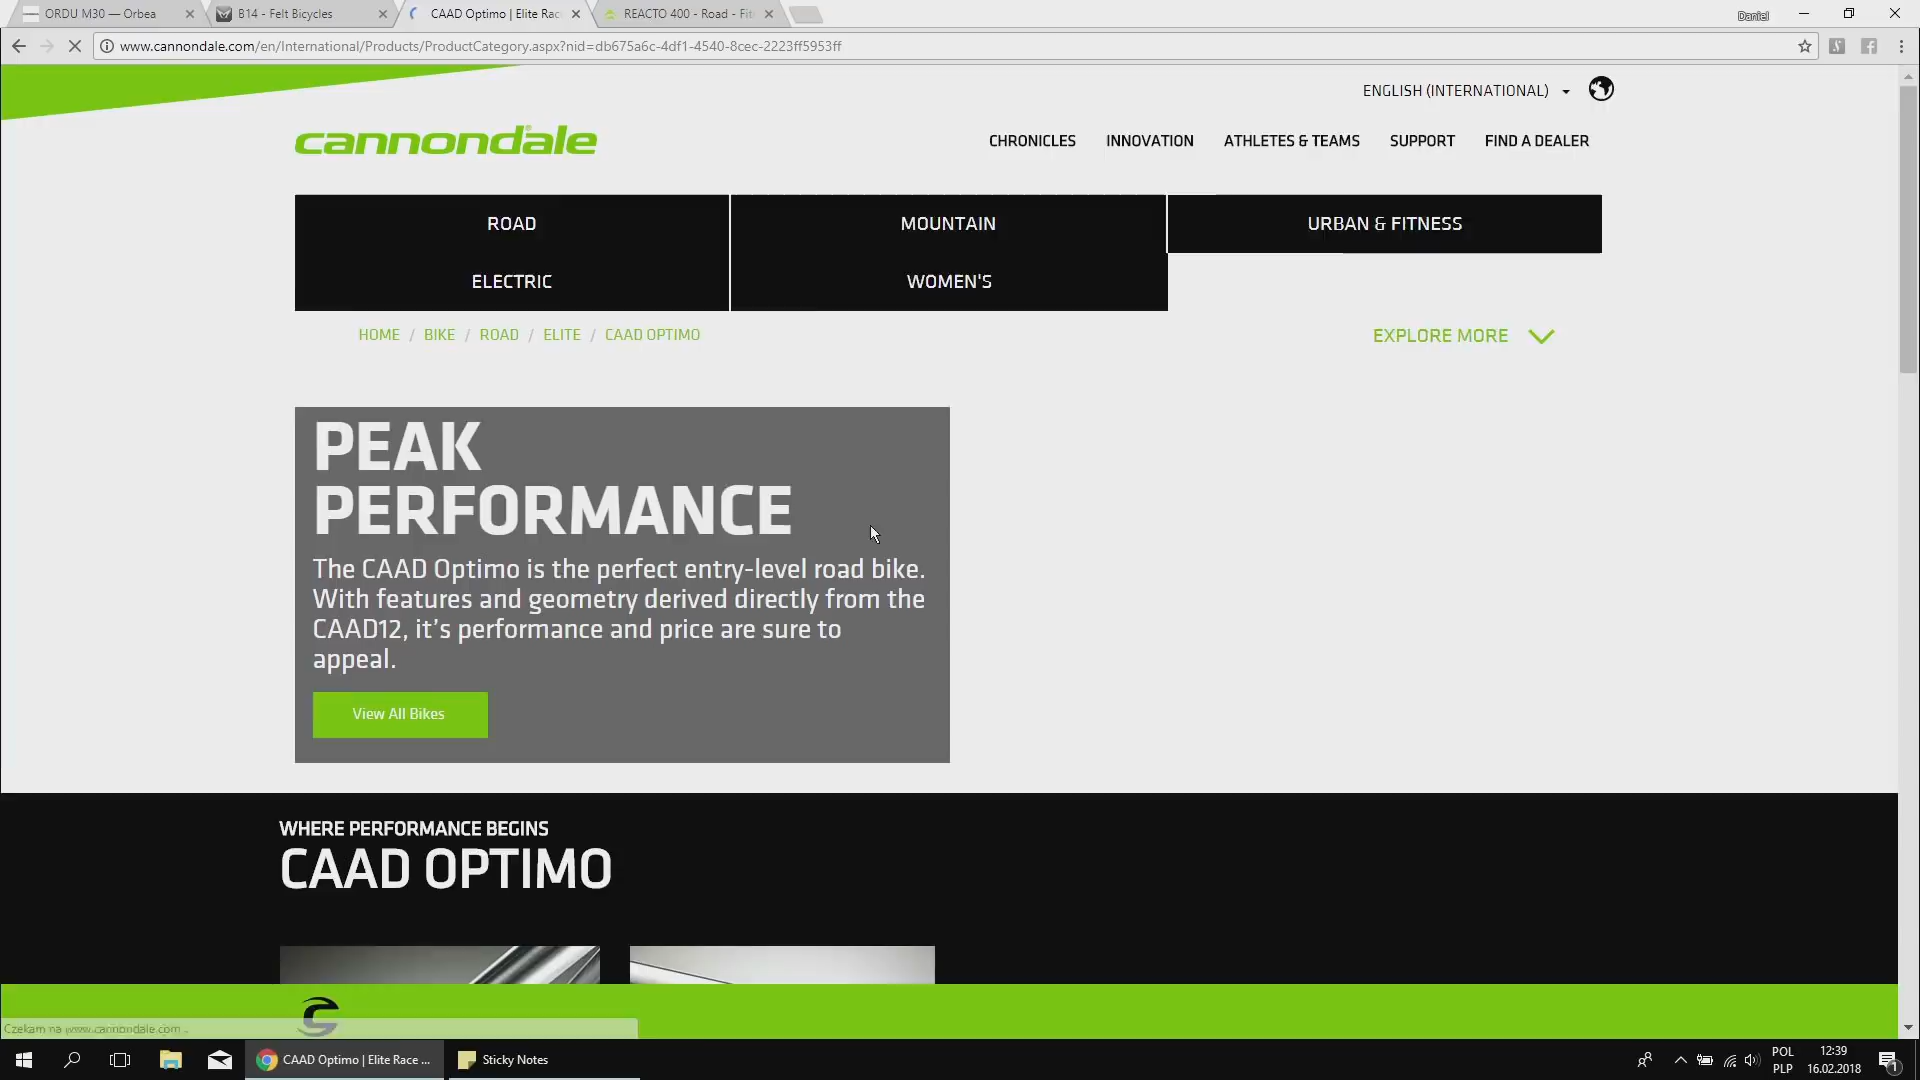 ORDU M30 — Orbea
B14 - Felt Bicycles
CAAD Optimo | Elite Rac
REACTO 400 - Road - Fit
Daniel
www.cannondale.com/en/International/Products/ProductCategory.aspx?nid=db675a6c-4df1-4540-8cec-2223ff5953ff
ENGLISH (INTERNATIONAL)
cannondale
CHRONICLES
INNOVATION
ATHLETES & TEAMS
SUPPORT
FIND A DEALER
ROAD
MOUNTAIN
URBAN & FITNESS
ELECTRIC
WOMEN'S
HOME / BIKE / ROAD / ELITE / CAAD OPTIMO
EXPLORE MORE
PEAK
PERFORMANCE
The CAAD Optimo is the perfect entry-level road bike.
With features and geometry derived directly from the
CAAD12, it's performance and price are sure to
appeal.
View All Bikes
WHERE PERFORMANCE BEGINS
CAAD OPTIMO
Czekam na www.cannondale.com...
CAAD Optimo | Elite Race ...
Sticky Notes
POL
PLP
12:39
16.02.2018
1